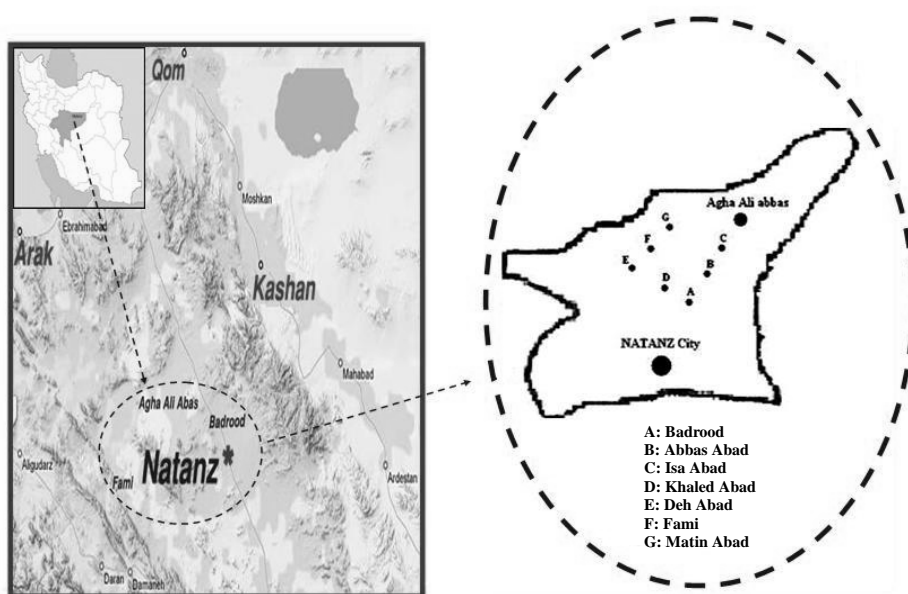 Qom
Moshkan
Ebrahimabad
Arak
Kashan
Mahabad
Agha Ali Abas
Badrood
Natanz*
Aligudarz
Fami
Ardestan
Daran
Damaneh
Agha Ali abbas
G
F
C
E
B
D
A
NATANZ City
A: Badrood
B: Abbas Abad
C: Isa Abad
D: Khaled Abad
E: Deh Abad
F: Fami
G: Matin Abad